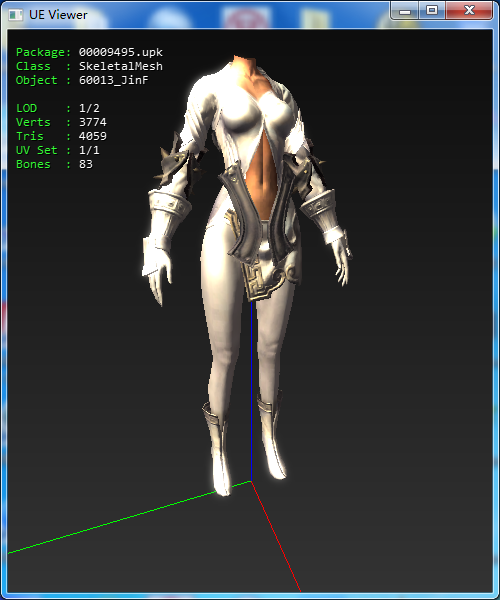 UE Viewer
Package: 00009495.upk
Class : SkeletalMesh
Object : 60013_JinF
LOD : 1/2
Verts : 3774
Tris : 4059
UV Set : 1/1
Bones : 83